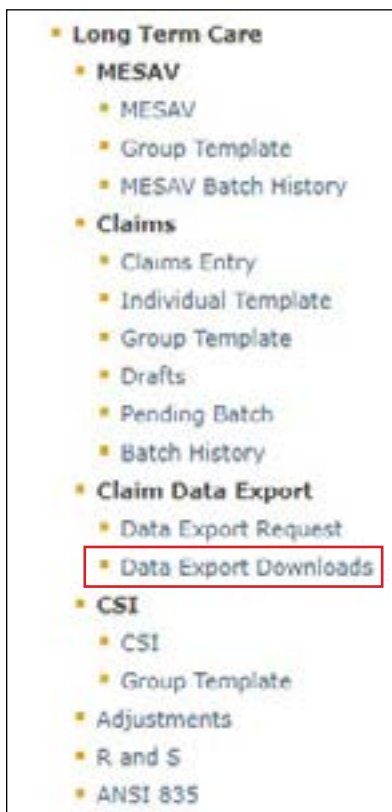 Long Term Care
MESAV
MESAV
Group Template
MESAV Batch History
Claims
Claims Entry
Individual Template
Group Template
Drafts
Pending Batch
Batch History
Claim Data Export
Data Export Request
Data Export Downloads
CSI
CSI
Group Template
Adjustments
R and S
ANSI 835